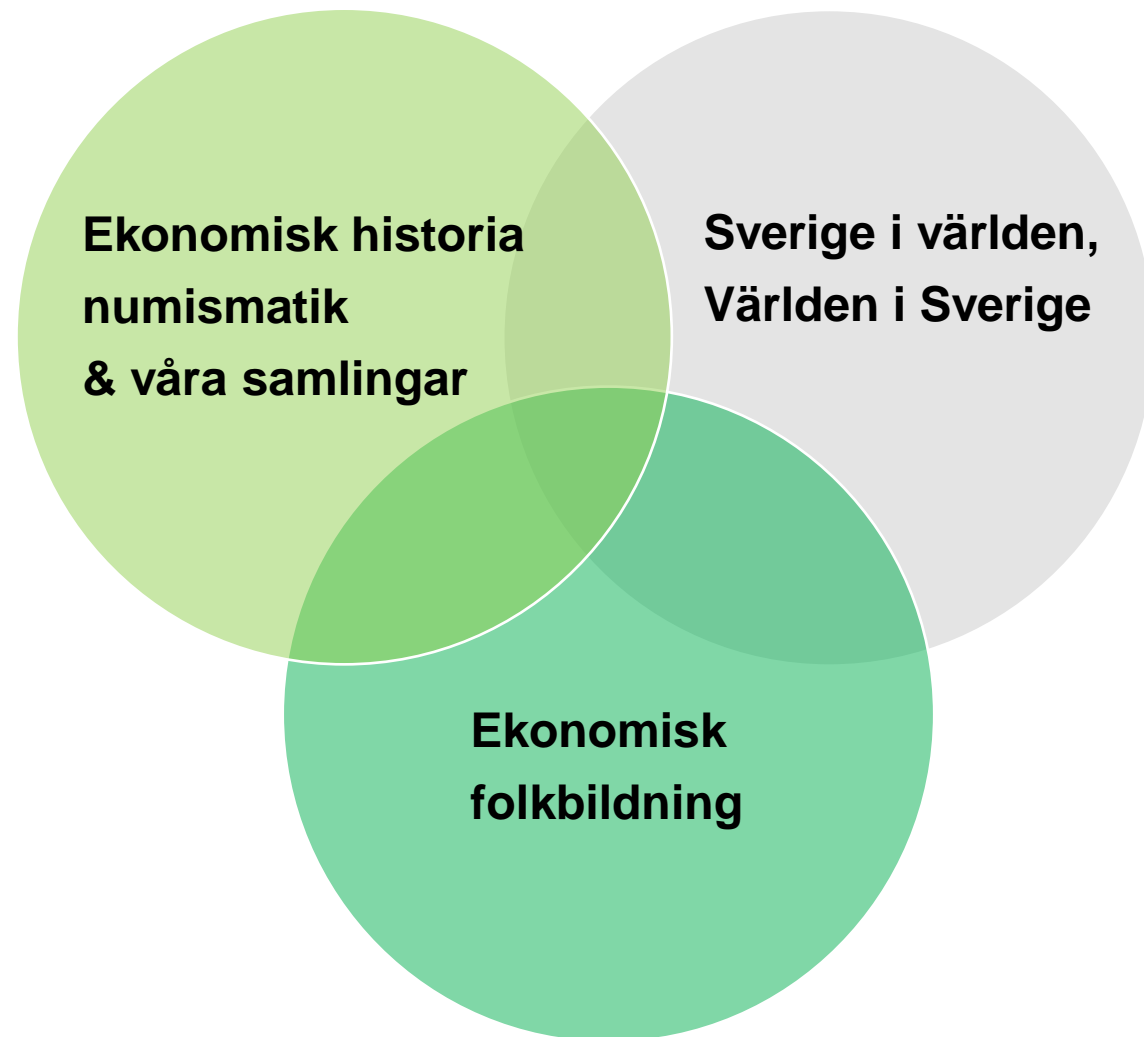 Ekonomisk historia
numismatik
& våra samlingar
Sverige i världen,
Världen i Sverige
Ekonomisk
folkbildning